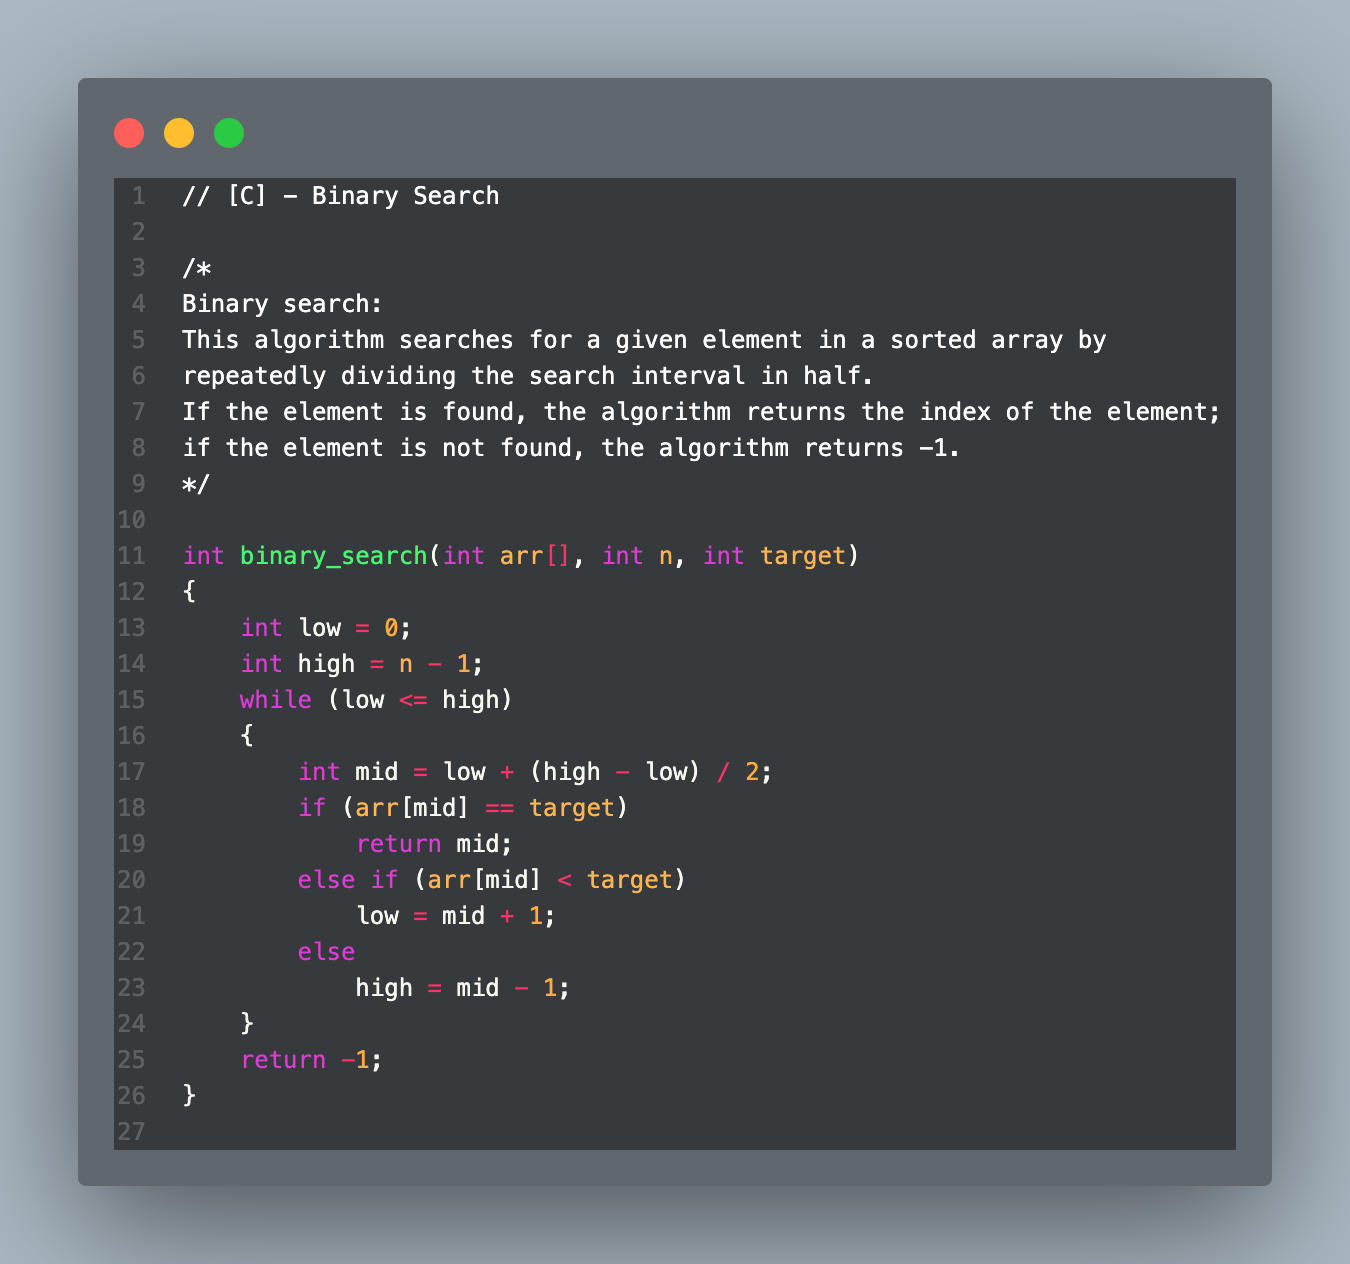 1 // [C] - Binary Search
2
3 /*
4 Binary search:
5 This algorithm searches for a given element in a sorted array by
6 repeatedly dividing the search interval in half.
7 If the element is found, the algorithm returns the index of the element;
8 if the element is not found, the algorithm returns -1.
9 */
10
11 int binary_search(int arr[], int n, int target)
12 {
13     int low = 0;
14     int high = n - 1;
15     while (low <= high)
16     {
17         int mid = low + (high - low) / 2;
18         if (arr[mid] == target)
19             return mid;
20         else if (arr[mid] < target)
21             low = mid + 1;
22         else
23             high = mid - 1;
24     }
25     return -1;
26 }
27